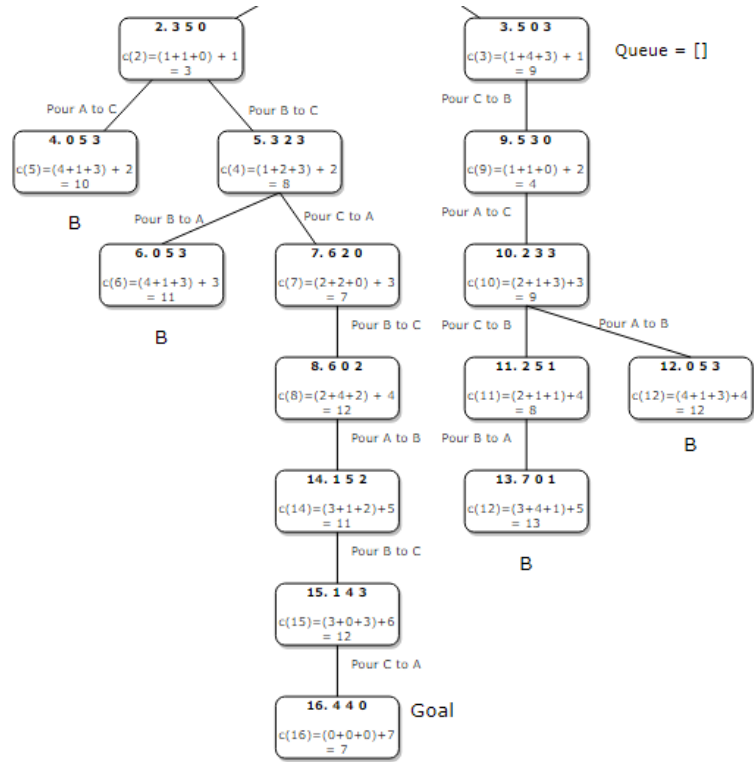 2. 3 5 0
c(2)=(1+1+0) + 1
= 3
3. 5 0 3
c(3)=(1+4+3) + 1
= 9
Queue = []
Pour A to C
Pour B to C
Pour C to B
4. 0 5 3
c(5)=(4+1+3) + 2
= 10
B
5. 3 2 3
c(4)=(1+2+3) + 2
= 8
9. 5 3 0
c(9)=(1+1+0) + 2
= 4
Pour B to A
Pour C to A
Pour A to C
6. 0 5 3
c(6)=(4+1+3) + 3
= 11
B
7. 6 2 0
c(7)=(2+2+0) + 3
= 7
10. 2 3 3
c(10)=(2+1+3)+3
= 9
Pour B to C
Pour C to B
Pour A to B
8. 6 0 2
c(8)=(2+4+2) + 4
= 12
11. 2 5 1
c(11)=(2+1+1)+4
= 8
12. 0 5 3
c(12)=(4+1+3)+4
= 12
B
Pour A to B
Pour B to A
14. 1 5 2
c(14)=(3+1+2)+5
= 11
13. 7 0 1
c(12)=(3+4+1)+5
= 13
B
Pour B to C
15. 1 4 3
c(15)=(3+0+3)+6
= 12
Pour C to A
16. 4 4 0
c(16)=(0+0+0)+7
= 7
Goal